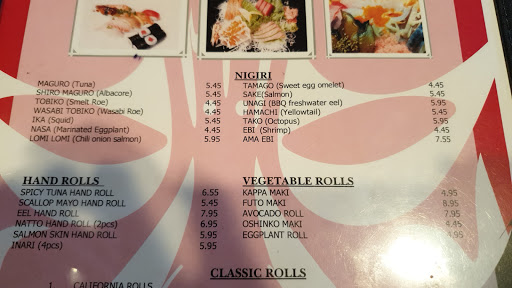 NIGIRI
MAGURO (Tuna) 5.45
SHIRO MAGURO (Albacore) 5.45
TOBIKO (Smelt Roe) 4.45
WASABI TOBIKO (Wasabi Roe) 4.45
IKA (Squid) 5.45
NASA (Marinated Eggplant) 4.45
LOMI LOMI (Chili onion salmon) 5.95
TAMAGO (Sweet egg omelet) 4.45
SAKE(Salmon) 5.45
UNAGI (BBQ freshwater eel) 5.95
HAMACHI (Yellowtail) 5.45
TAKO (Octopus) 5.95
EBI (Shrimp) 4.45
AMA EBI 7.55
HAND ROLLS
SPICY TUNA HAND ROLL 6.55
SCALLOP MAYO HAND ROLL 5.45
EEL HAND ROLL 7.95
NATTO HAND ROLL (2pcs) 6.95
SALMON SKIN HAND ROLL 5.95
INARI (4pcs) 5.95
VEGETABLE ROLLS
KAPPA MAKI 4.95
FUTO MAKI 8.95
AVOCADO ROLL 5.95
OSHINKO MAKI 4.45
EGGPLANT ROLL 5.95
CLASSIC ROLLS
1 CALIFORNIA ROLLS